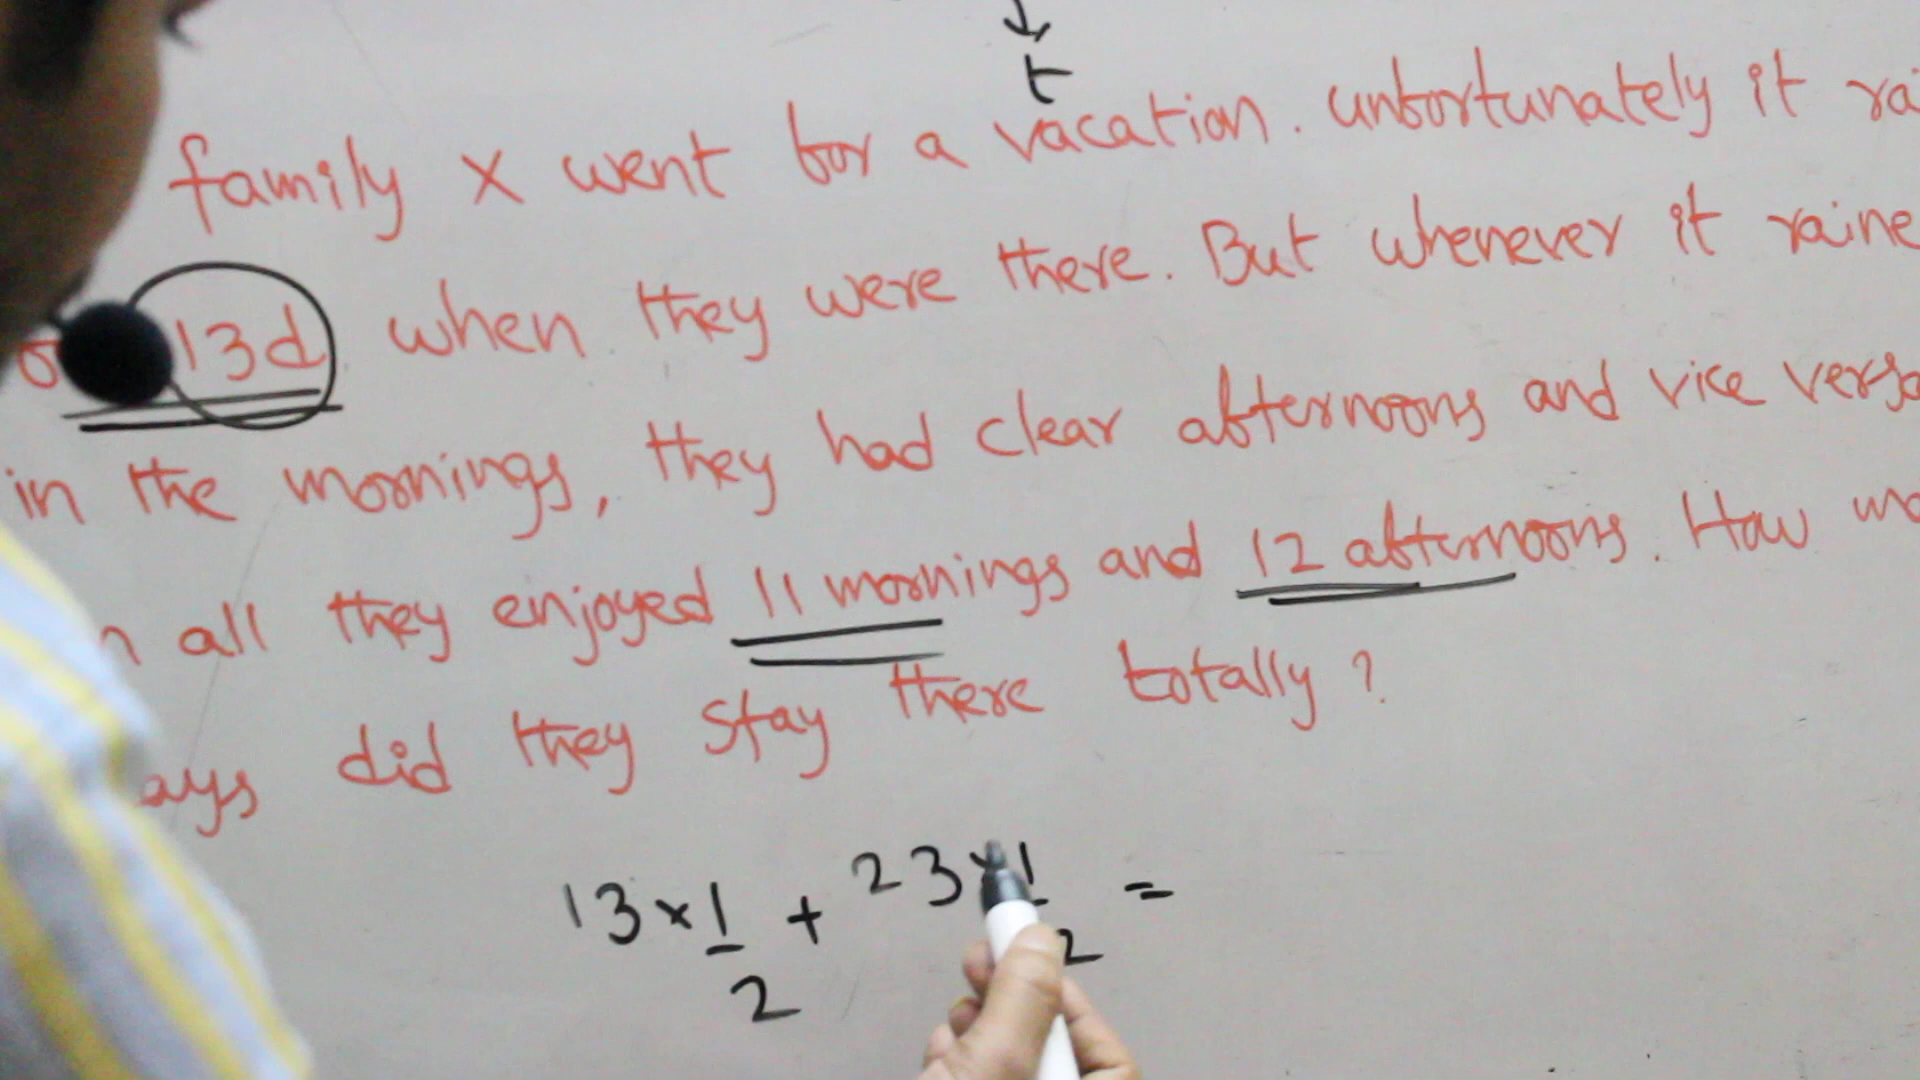 t
family x went for a vacation. unfortunately it
13d when they were there. But whenever it raine
in the mornings, they had clear afternoons and vice versa
all they enjoyed 11 mornings and 12 afternoons. How
ays did they stay there totally?
13 × 1/2 + 23 × 1/2 =